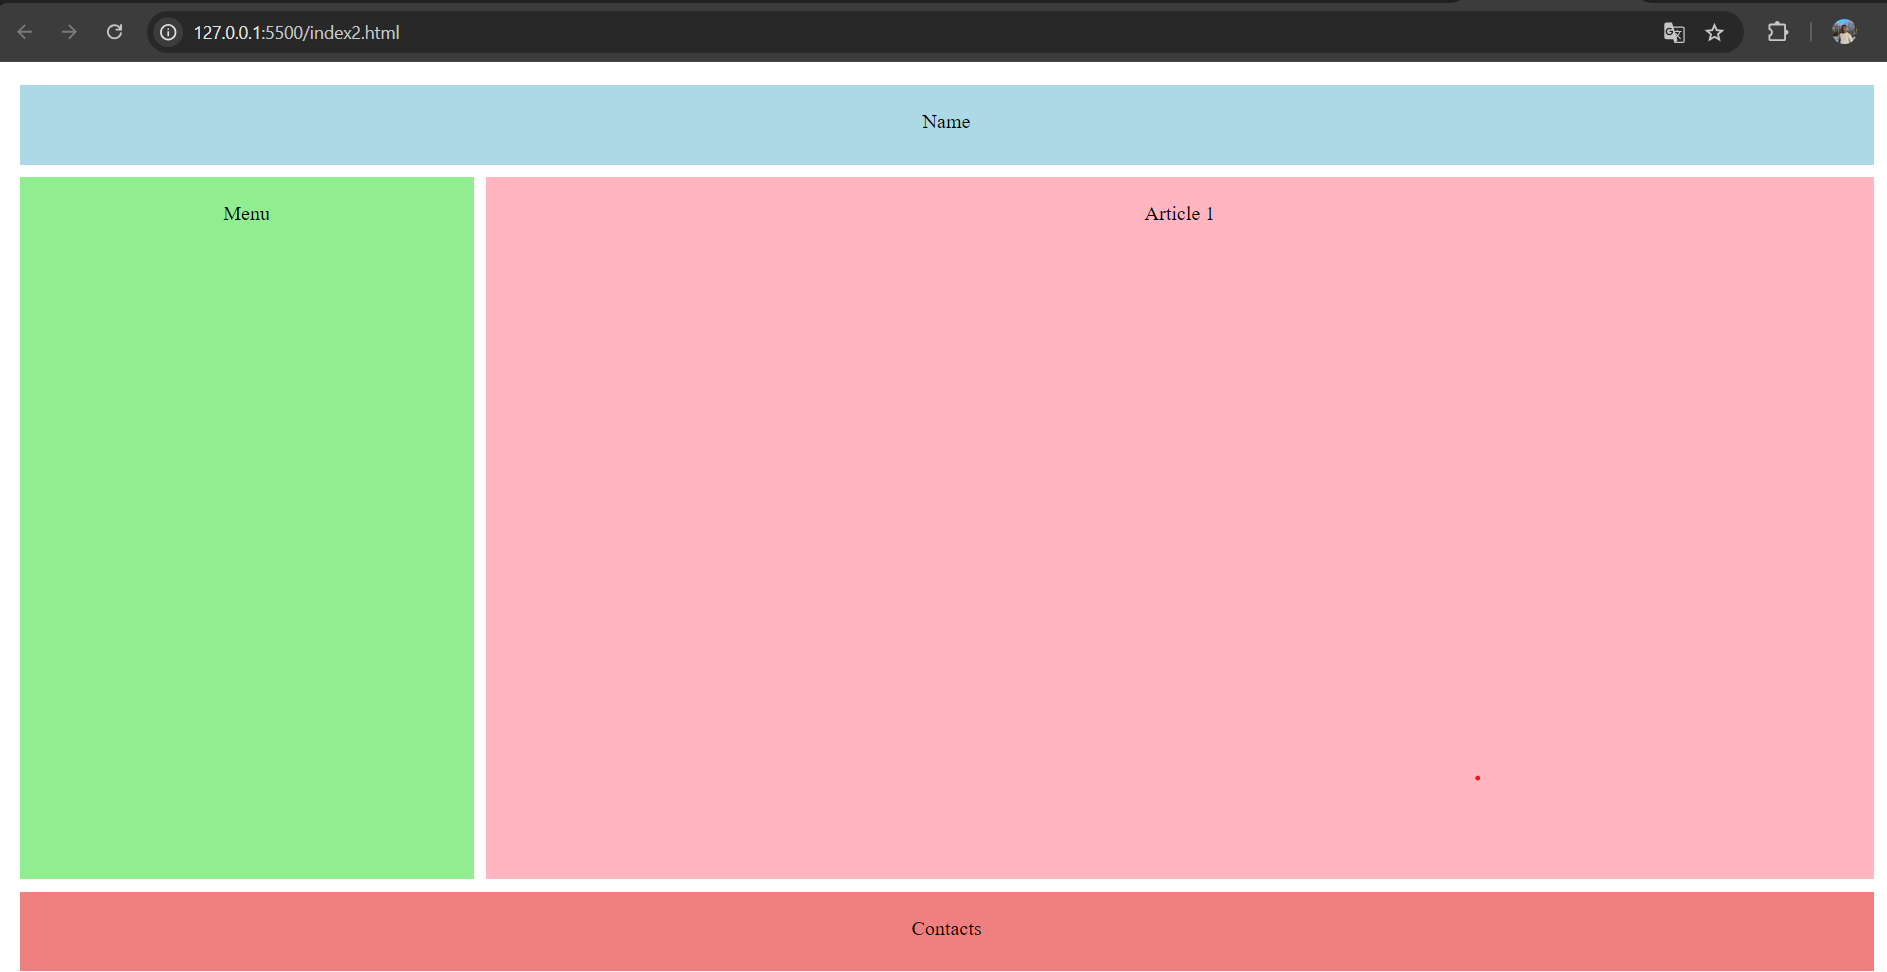 127.0.0.1:5500/index2.html
Name
Menu
Article 1
Contacts